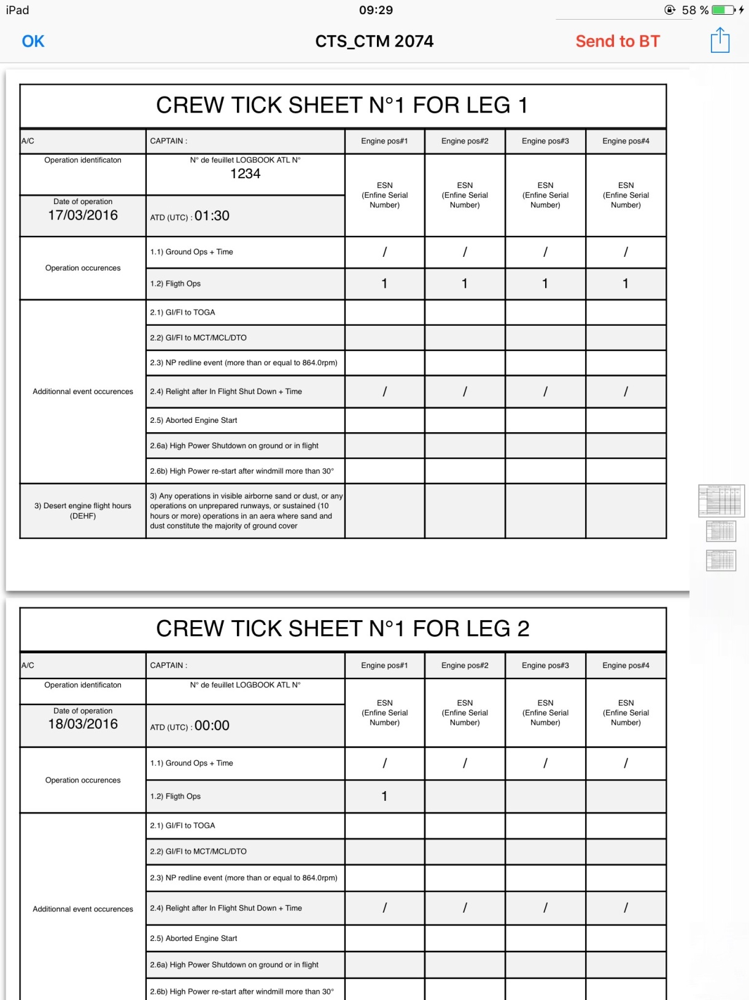 iPad
09:29
58 %
OK
CTS_CTM 2074
Send to BT
CREW TICK SHEET N°1 FOR LEG 1
A/C
CAPTAIN :
Engine pos#1
Engine pos#2
Engine pos#3
Engine pos#4
Operation identificaton
N° de feuillet LOGBOOK ATL N°
1234
ESN
(Enfine Serial
Number)
ESN
(Enfine Serial
Number)
ESN
(Enfine Serial
Number)
ESN
(Enfine Serial
Number)
Date of operation
17/03/2016
ATD (UTC) : 01:30
Operation occurences
1.1) Ground Ops + Time
/ / / /
1.2) Fligth Ops
1 1 1 1
Additionnal event occurences
2.1) GI/FI to TOGA
2.2) GI/FI to MCT/MCL/DTO
2.3) NP redline event (more than or equal to 864.0rpm)
2.4) Relight after In Flight Shut Down + Time
/ / / /
2.5) Aborted Engine Start
2.6a) High Power Shutdown on ground or in flight
2.6b) High Power re-start after windmill more than 30°
3) Desert engine flight hours
(DEHF)
3) Any operations in visible airborne sand or dust, or any
operations on unprepared runways, or sustained (10
hours or more) operations in an aera where sand and
dust constitute the majority of ground cover
CREW TICK SHEET N°1 FOR LEG 2
A/C
CAPTAIN :
Engine pos#1
Engine pos#2
Engine pos#3
Engine pos#4
Operation identificaton
N° de feuillet LOGBOOK ATL N°
ESN
(Enfine Serial
Number)
ESN
(Enfine Serial
Number)
ESN
(Enfine Serial
Number)
ESN
(Enfine Serial
Number)
Date of operation
18/03/2016
ATD (UTC) : 00:00
Operation occurences
1.1) Ground Ops + Time
/ / / /
1.2) Fligth Ops
1
Additionnal event occurences
2.1) GI/FI to TOGA
2.2) GI/FI to MCT/MCL/DTO
2.3) NP redline event (more than or equal to 864.0rpm)
2.4) Relight after In Flight Shut Down + Time
/ / / /
2.5) Aborted Engine Start
2.6a) High Power Shutdown on ground or in flight
2.6b) High Power re-start after windmill more than 30°